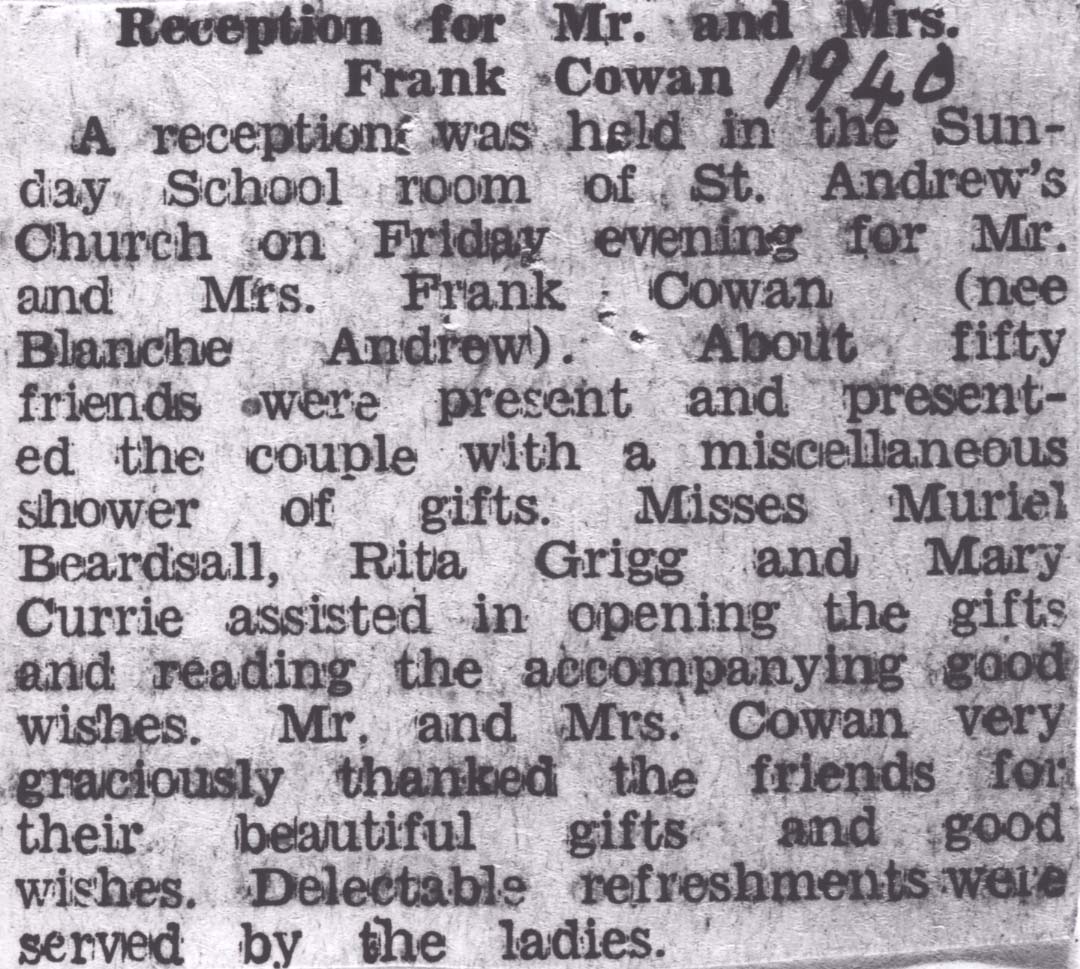 Reception for Mr. and Mrs.
Frank Cowan 1940
A reception was held in the Sun-
day School room of St. Andrew's
Church on Friday evening for Mr.
and Mrs. Frank Cowan (nee
Blanche Andrew). About fifty
friends were present and present-
ed the couple with a miscellaneous
shower of gifts. Misses Muriel
Beardsall, Rita Grigg and Mary
Currie assisted in opening the gifts
and reading the accompanying good
wishes. Mr. and Mrs. Cowan very
graciously thanked the friends for
their beautiful gifts and good
wishes. Delectable refreshments were
served by the ladies.